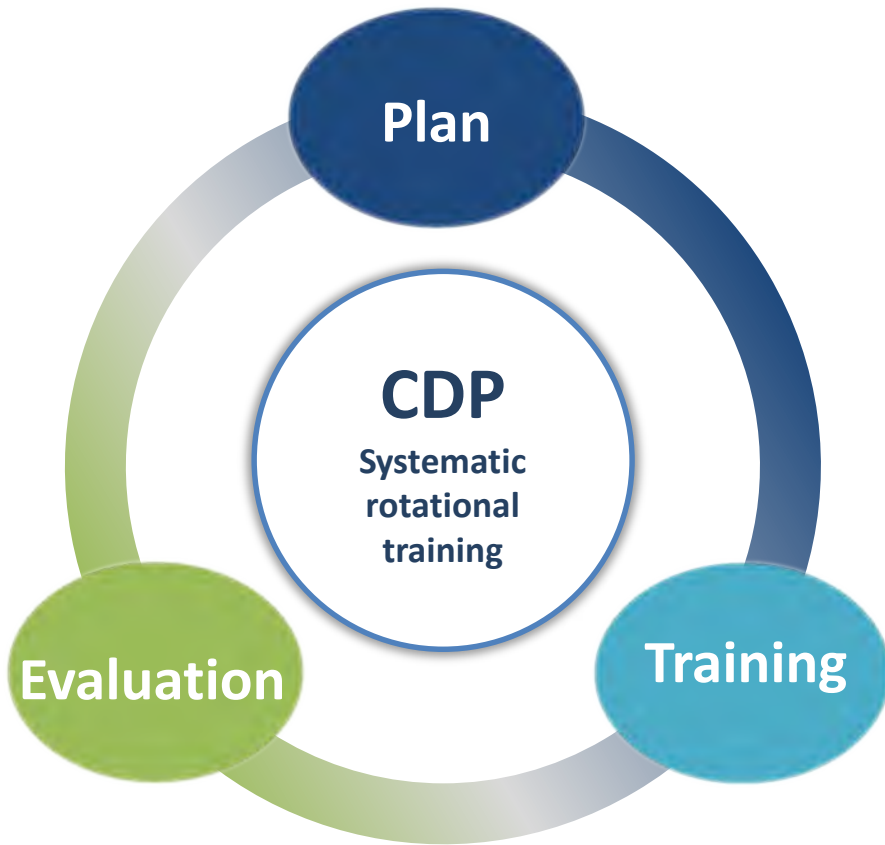 Plan
CDP
Systematic
rotational
training
Training
Evaluation